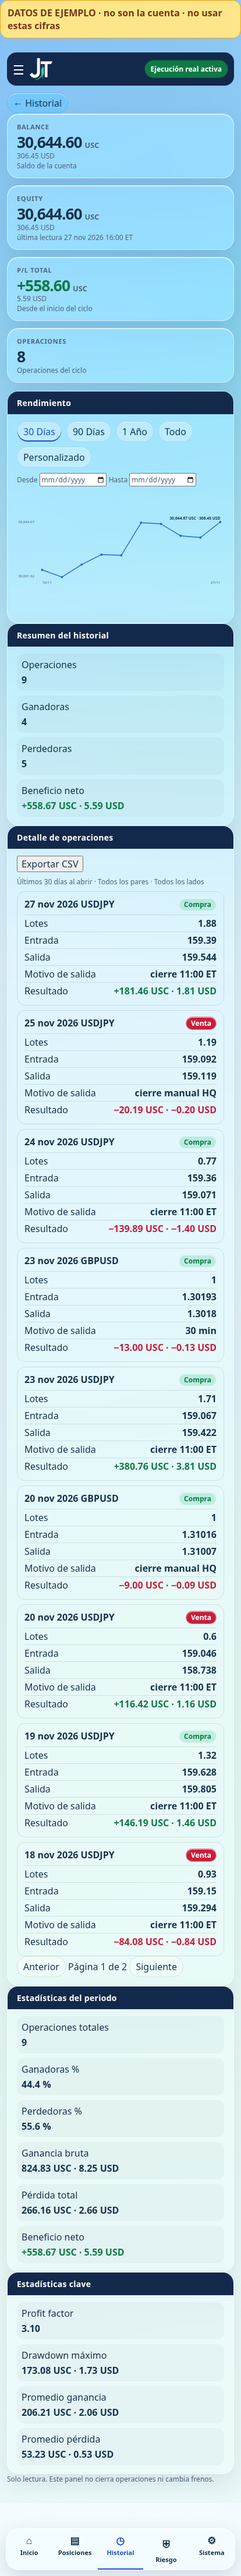 DATOS DE EJEMPLO · no son la cuenta · no usar
estas cifras
☰ JT Ejecución real activa
← Historial
BALANCE
30,644.60 USC
306.45 USD
Saldo de la cuenta
EQUITY
30,644.60 USC
306.45 USD
última lectura 27 nov 2026 16:00 ET
P/L TOTAL
+558.60 USC
5.59 USD
Desde el inicio del ciclo
OPERACIONES
8
Operaciones del ciclo
Rendimiento
30 Días 90 Días 1 Año Todo
Personalizado
Desde mm/dd/yyyy Hasta mm/dd/yyyy
30,644.67 USC · 306.45 USD
Resumen del historial
Operaciones
9
Ganadoras
4
Perdedoras
5
Beneficio neto
+558.67 USC · 5.59 USD
Detalle de operaciones
Exportar CSV
Últimos 30 días al abrir · Todos los pares · Todos los lados
27 nov 2026 USDJPY Compra
Lotes 1.88
Entrada 159.39
Salida 159.544
Motivo de salida cierre 11:00 ET
Resultado +181.46 USC · 1.81 USD
25 nov 2026 USDJPY Venta
Lotes 1.19
Entrada 159.092
Salida 159.119
Motivo de salida cierre manual HQ
Resultado −20.19 USC · −0.20 USD
24 nov 2026 USDJPY Compra
Lotes 0.77
Entrada 159.36
Salida 159.071
Motivo de salida cierre 11:00 ET
Resultado −139.89 USC · −1.40 USD
23 nov 2026 GBPUSD Compra
Lotes 1
Entrada 1.30193
Salida 1.3018
Motivo de salida 30 min
Resultado −13.00 USC · −0.13 USD
23 nov 2026 USDJPY Compra
Lotes 1.71
Entrada 159.067
Salida 159.422
Motivo de salida cierre 11:00 ET
Resultado +380.76 USC · 3.81 USD
20 nov 2026 GBPUSD Compra
Lotes 1
Entrada 1.31016
Salida 1.31007
Motivo de salida cierre manual HQ
Resultado −9.00 USC · −0.09 USD
20 nov 2026 USDJPY Venta
Lotes 0.6
Entrada 159.046
Salida 158.738
Motivo de salida cierre 11:00 ET
Resultado +116.42 USC · 1.16 USD
19 nov 2026 USDJPY Compra
Lotes 1.32
Entrada 159.628
Salida 159.805
Motivo de salida cierre 11:00 ET
Resultado +146.19 USC · 1.46 USD
18 nov 2026 USDJPY Venta
Lotes 0.93
Entrada 159.15
Salida 159.294
Motivo de salida cierre 11:00 ET
Resultado −84.08 USC · −0.84 USD
Anterior Página 1 de 2 Siguiente
Estadísticas del periodo
Operaciones totales
9
Ganadoras %
44.4 %
Perdedoras %
55.6 %
Ganancia bruta
824.83 USC · 8.25 USD
Pérdida total
266.16 USC · 2.66 USD
Beneficio neto
+558.67 USC · 5.59 USD
Estadísticas clave
Profit factor
3.10
Drawdown máximo
173.08 USC · 1.73 USD
Promedio ganancia
206.21 USC · 2.06 USD
Promedio pérdida
53.23 USC · 0.53 USD
Solo lectura. Este panel no cierra operaciones ni cambia frenos.
Inicio Posiciones Historial Riesgo Sistema